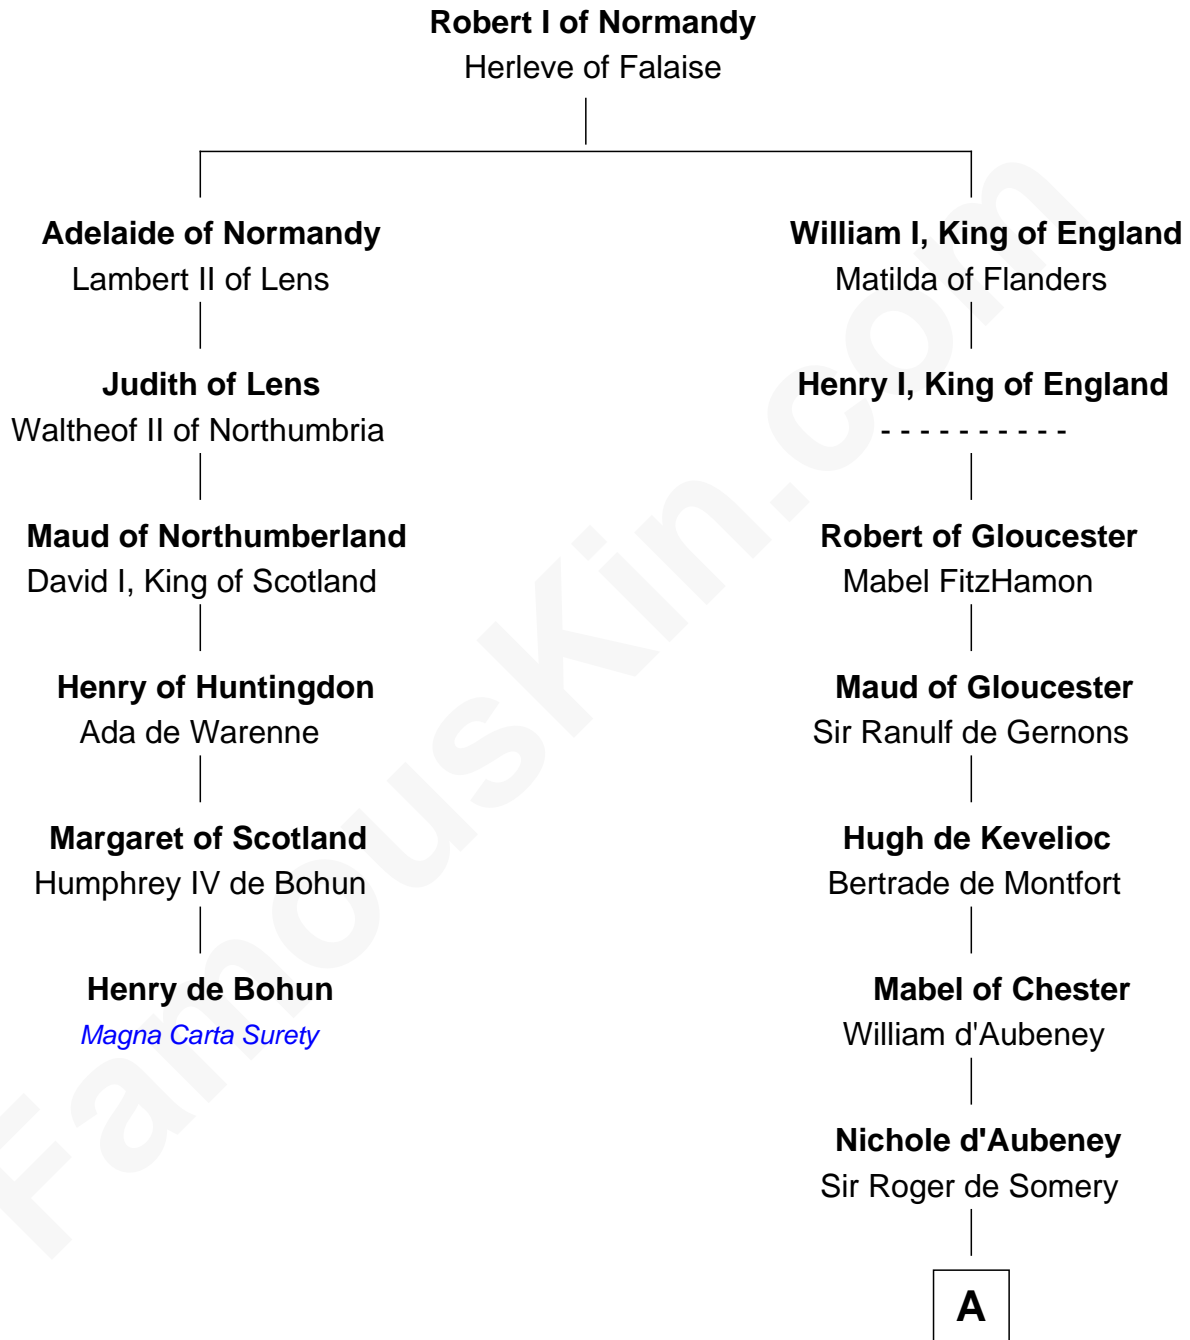 Robert I of Normandy
Herleve of Falaise
Adelaide of Normandy
Lambert II of Lens
William I, King of England
Matilda of Flanders
Judith of Lens
Waltheof II of Northumbria
Henry I, King of England
- - - - - - - - - -
Maud of Northumberland
David I, King of Scotland
Robert of Gloucester
Mabel FitzHamon
Henry of Huntingdon
Ada de Warenne
Maud of Gloucester
Sir Ranulf de Gernons
Margaret of Scotland
Humphrey IV de Bohun
Hugh de Kevelioc
Bertrade de Montfort
Henry de Bohun
Magna Carta Surety
Mabel of Chester
William d'Aubeney
Nichole d'Aubeney
Sir Roger de Somery
A
FamousKin.com